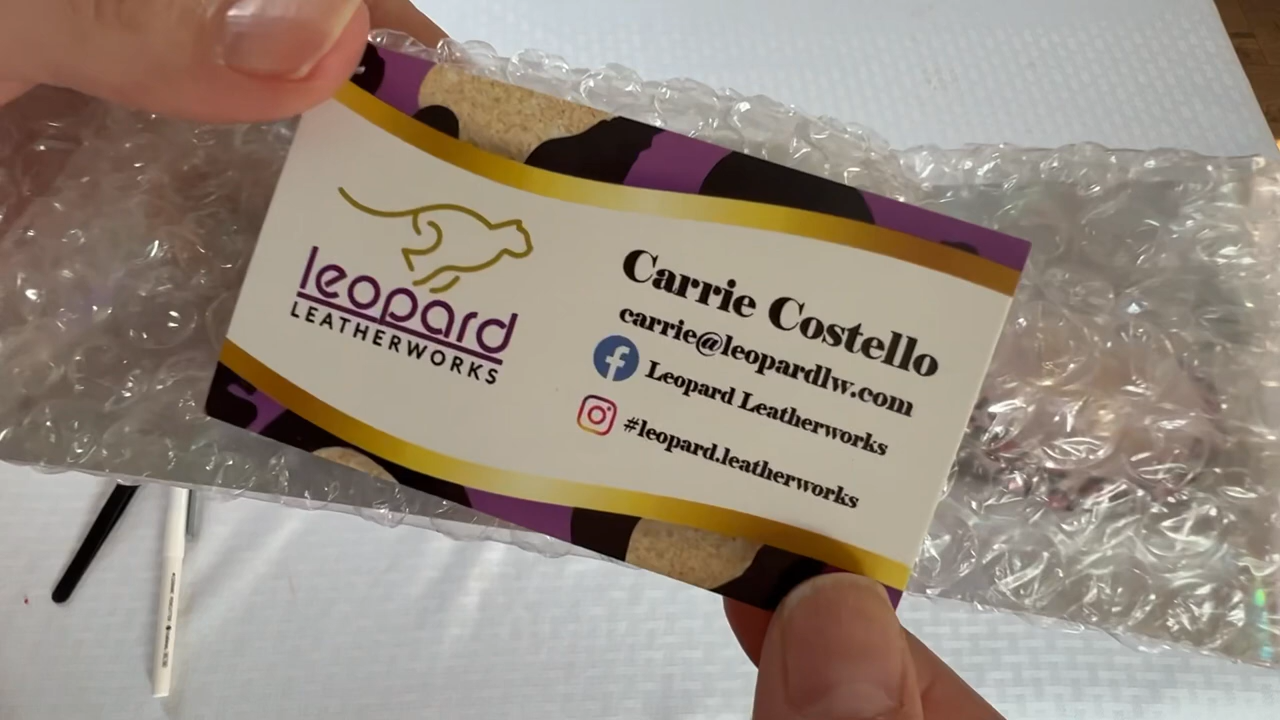 leopard
LEATHERWORKS
Carrie Costello
carrie@leopardlw.com
Leopard Leatherworks
#leopard.leatherworks